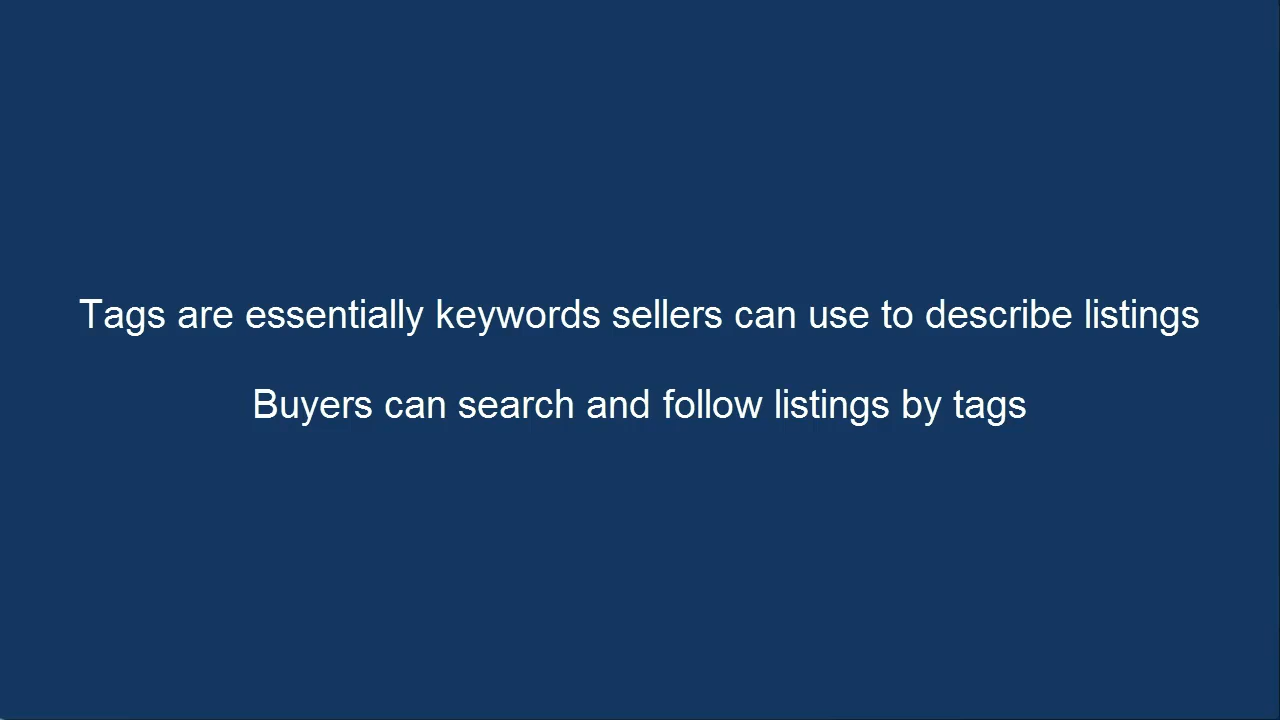 Tags are essentially keywords sellers can use to describe listings
Buyers can search and follow listings by tags